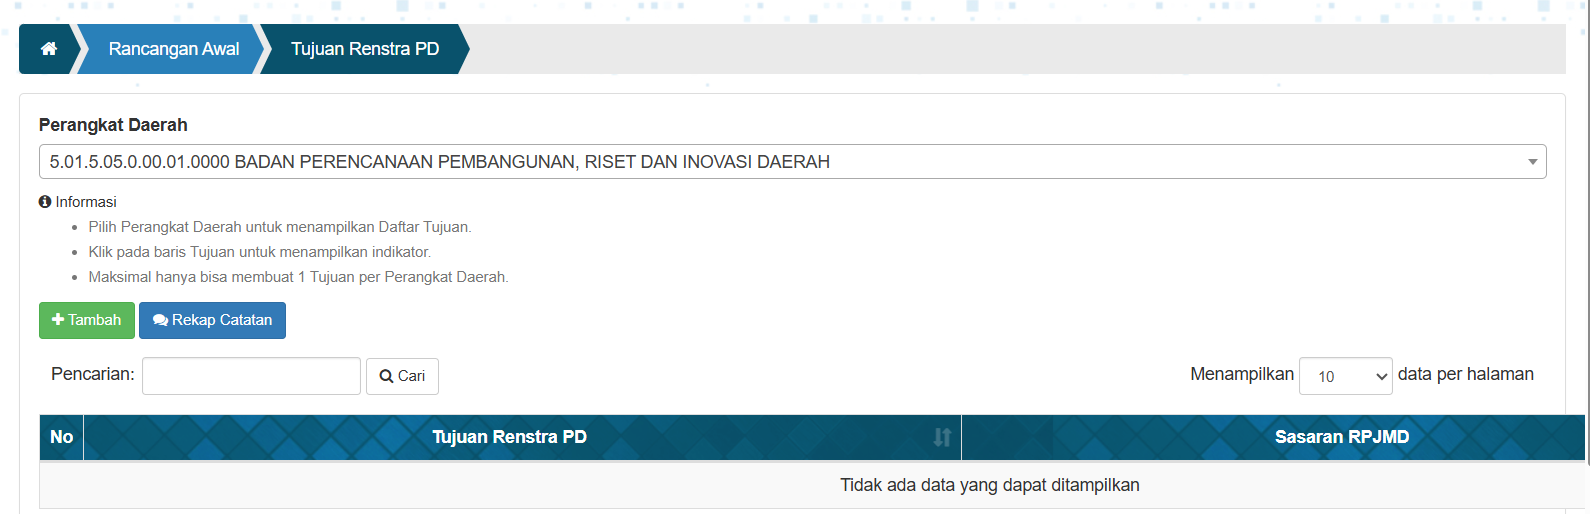 Rancangan Awal Tujuan Renstra PD
Perangkat Daerah
5.01.5.05.0.00.01.0000 BADAN PERENCANAAN PEMBANGUNAN, RISET DAN INOVASI DAERAH
Informasi
• Pilih Perangkat Daerah untuk menampilkan Daftar Tujuan.
• Klik pada baris Tujuan untuk menampilkan indikator.
• Maksimal hanya bisa membuat 1 Tujuan per Perangkat Daerah.
+ Tambah Rekap Catatan
Pencarian: Cari Menampilkan 10 data per halaman
No Tujuan Renstra PD Sasaran RPJMD
Tidak ada data yang dapat ditampilkan